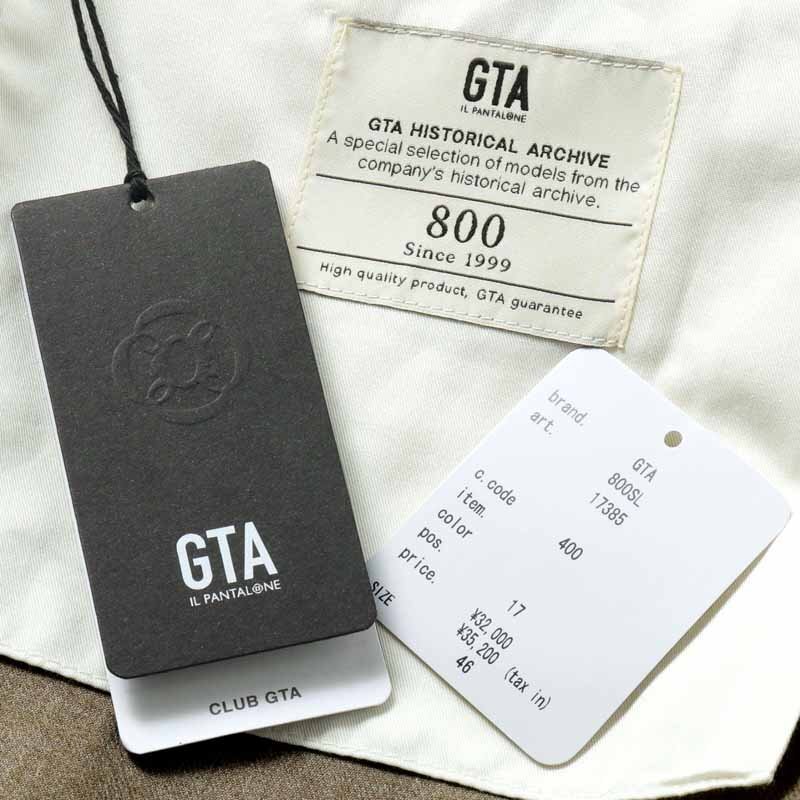 GTA
IL PANTAL@NE
GTA HISTORICAL ARCHIVE
A special selection of models from the
company's historical archive.
800
Since 1999
High quality product, GTA guarantee
GTA
IL PANTAL@NE
CLUB GTA
brand. GTA
art. 800SL
17385
c.code
item. 400
color
pos. 17
price. ¥32,000
¥35,200 (tax in)
SIZE 46